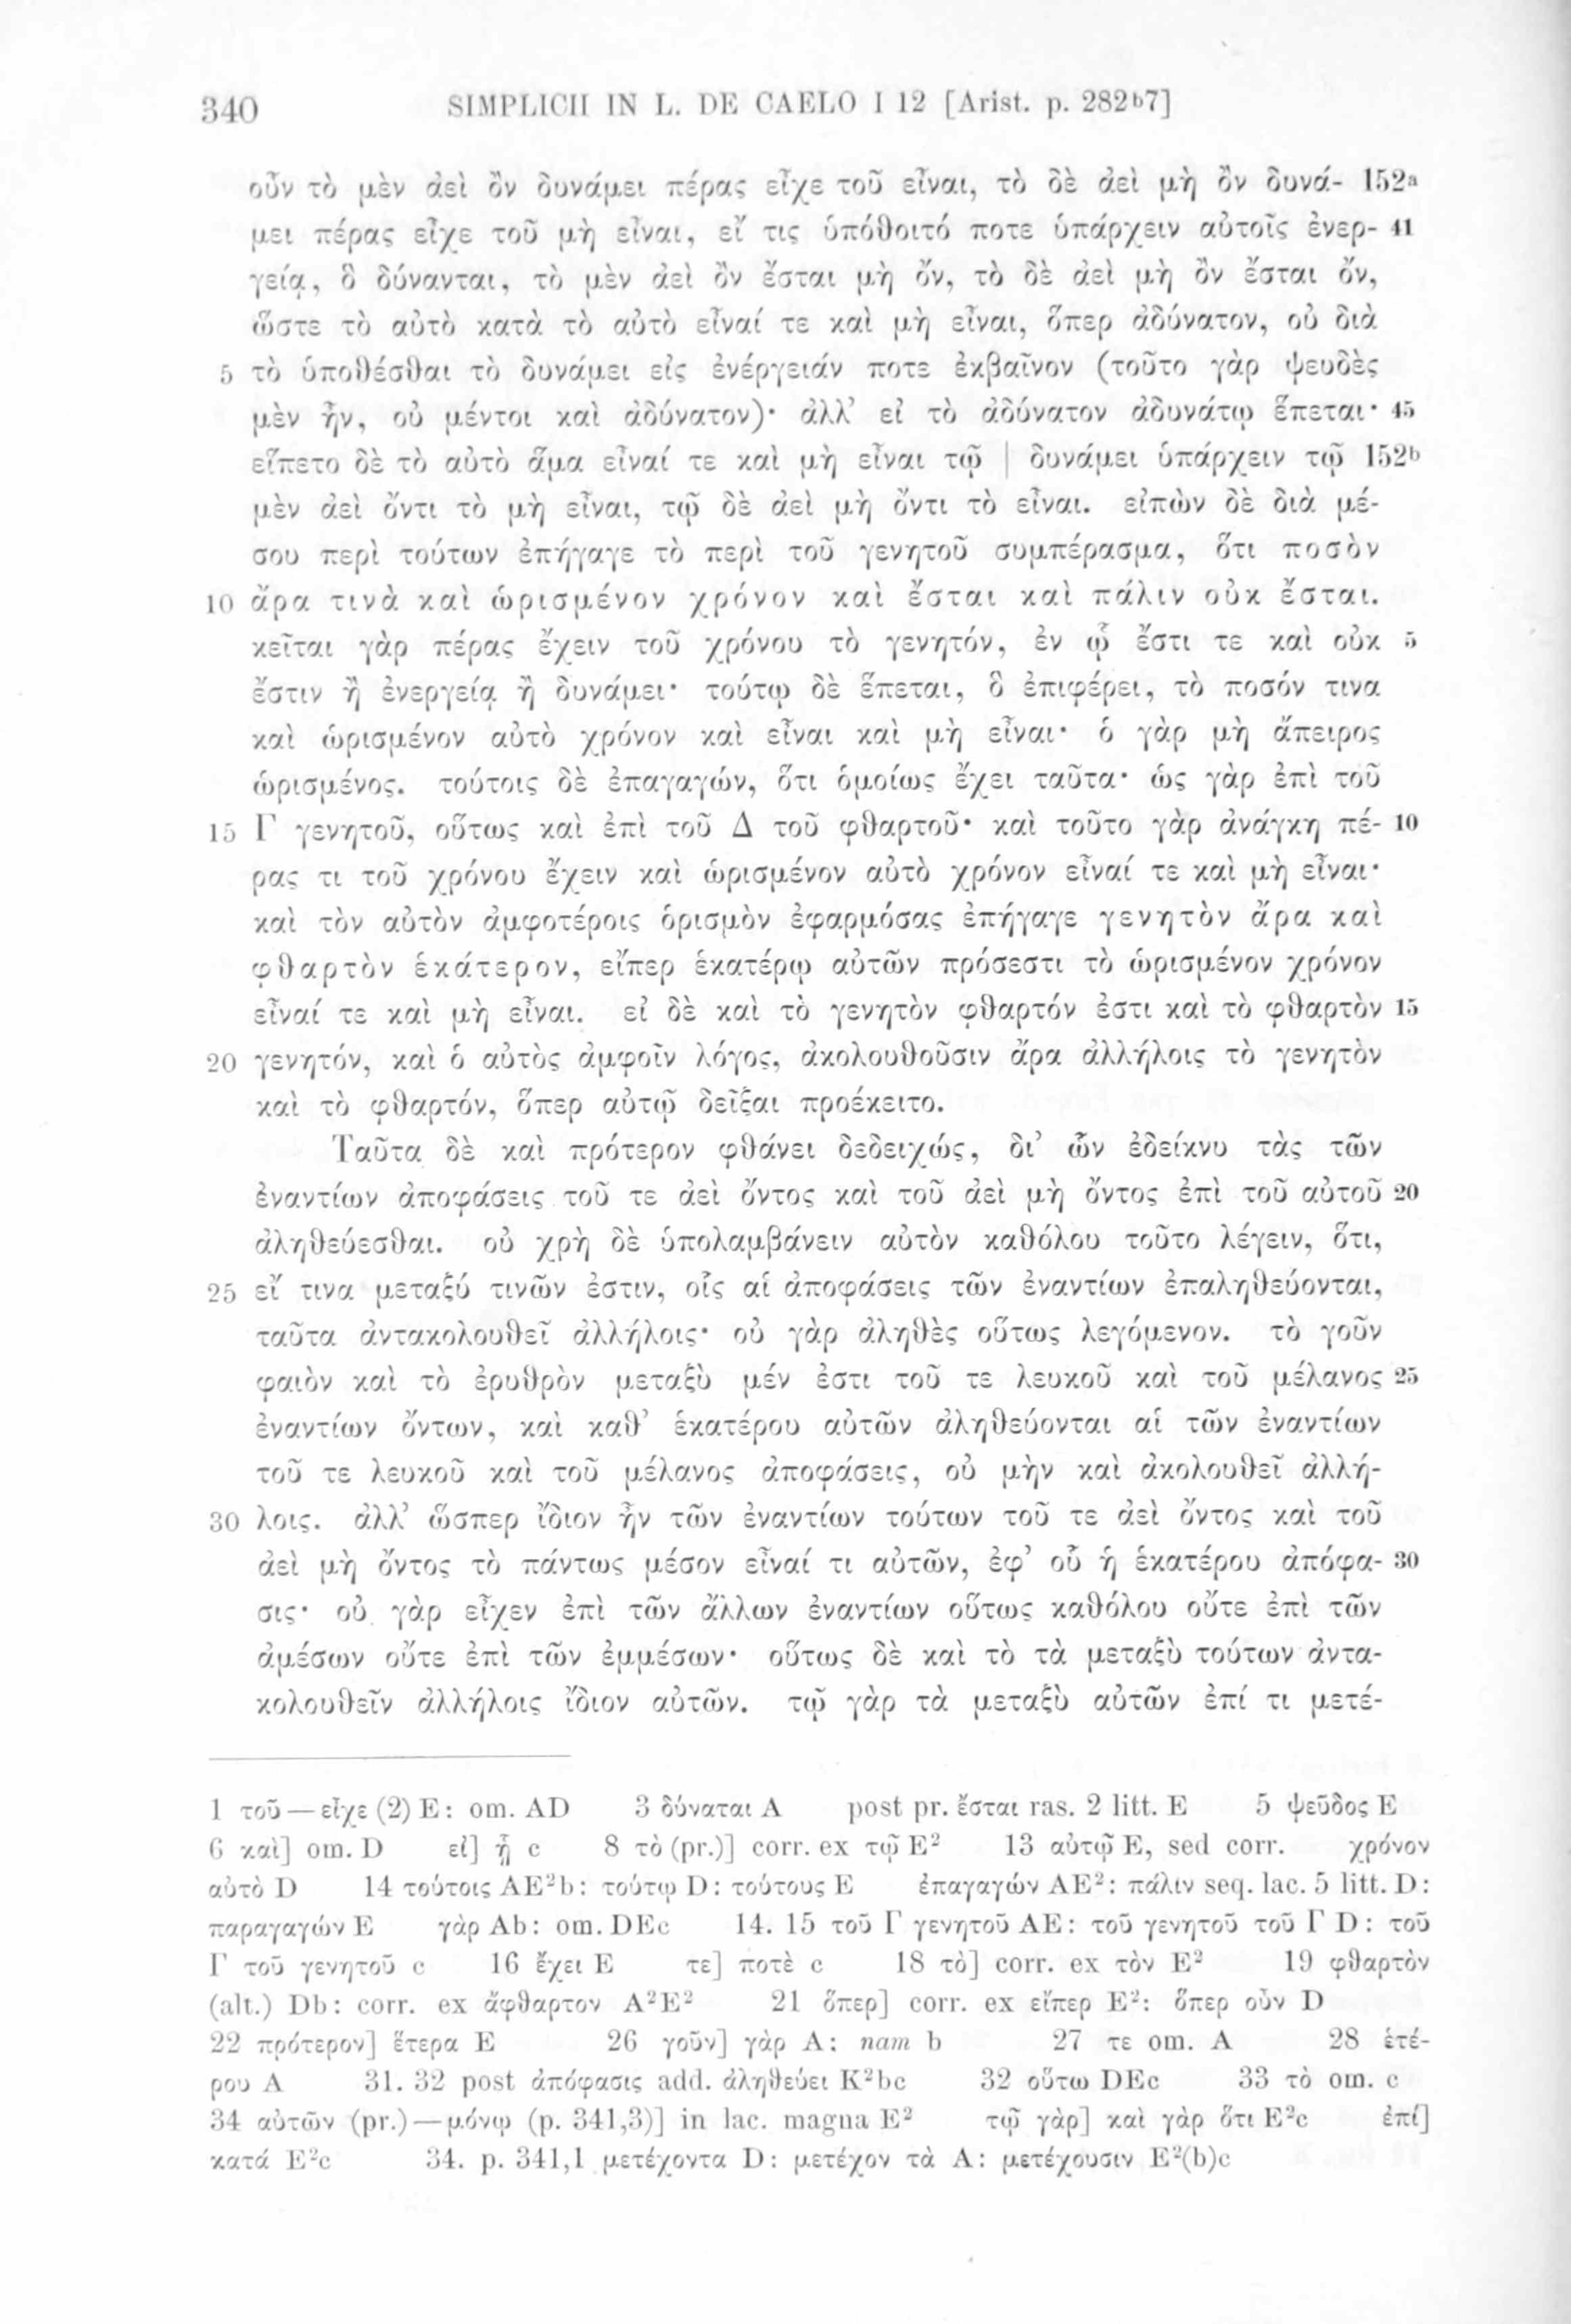 340 SIMPLICII IN L. DE CAELO I 12 [Arist. p. 282b7]
οὖν τὸ μὲν ἀεὶ ὂν δυνάμει πέρας εἶχε τοῦ εἶναι, τὸ δὲ ἀεὶ μὴ ὂν δυνά- 152a
μει πέρας εἶχε τοῦ μὴ εἶναι, εἴ τις ὑπόθοιτό ποτε ὑπάρχειν αὐτοῖς ἐνερ- 41
γείᾳ, ὃ δύνανται, τὸ μὲν ἀεὶ ὂν ἔσται μὴ ὄν, τὸ δὲ ἀεὶ μὴ ὂν ἔσται ὄν,
ὥστε τὸ αὐτὸ κατὰ τὸ αὐτὸ εἶναί τε καὶ μὴ εἶναι, ὅπερ ἀδύνατον, οὐ διὰ
5 τὸ ὑποθέσθαι τὸ δυνάμει εἰς ἐνέργειάν ποτε ἐκβαῖνον (τοῦτο γὰρ ψευδὲς
μὲν ἦν, οὐ μέντοι καὶ ἀδύνατον)· ἀλλ’ εἰ τὸ ἀδύνατον ἀδυνάτῳ ἕπεται· 45
εἵπετο δὲ τὸ αὐτὸ ἅμα εἶναί τε καὶ μὴ εἶναι τῷ | δυνάμει ὑπάρχειν τῷ 152b
μὲν ἀεὶ ὄντι τὸ μὴ εἶναι, τῷ δὲ ἀεὶ μὴ ὄντι τὸ εἶναι. εἰπὼν δὲ διὰ μέ-
σου περὶ τούτων ἐπήγαγε τὸ περὶ τοῦ γενητοῦ συμπέρασμα, ὅτι ποσὸν
10 ἄρα τινὰ καὶ ὡρισμένον χρόνον καὶ ἔσται καὶ πάλιν οὐκ ἔσται.
κεῖται γὰρ πέρας ἔχειν τοῦ χρόνου τὸ γενητόν, ἐν ᾧ ἔστι τε καὶ οὐκ 5
ἔστιν ἢ ἐνεργείᾳ ἢ δυνάμει· τούτῳ δὲ ἕπεται, ὃ ἐπιφέρει, τὸ ποσόν τινα
καὶ ὡρισμένον αὐτὸ χρόνον καὶ εἶναι καὶ μὴ εἶναι· ὁ γὰρ μὴ ἄπειρος
ὡρισμένος. τούτοις δὲ ἐπαγαγών, ὅτι ὁμοίως ἔχει ταῦτα· ὡς γὰρ ἐπὶ τοῦ
15 Γ γενητοῦ, οὕτως καὶ ἐπὶ τοῦ Δ τοῦ φθαρτοῦ· καὶ τοῦτο γὰρ ἀνάγκη πέ- 10
ρας τι τοῦ χρόνου ἔχειν καὶ ὡρισμένον αὐτὸ χρόνον εἶναί τε καὶ μὴ εἶναι·
καὶ τὸν αὐτὸν ἀμφοτέροις ὁρισμὸν ἐφαρμόσας ἐπήγαγε γενητὸν ἄρα καὶ
φθαρτὸν ἑκάτερον, εἴπερ ἑκατέρῳ αὐτῶν πρόσεστι τὸ ὡρισμένον χρόνον
εἶναί τε καὶ μὴ εἶναι. εἰ δὲ καὶ τὸ γενητὸν φθαρτόν ἐστι καὶ τὸ φθαρτὸν 15
20 γενητόν, καὶ ὁ αὐτὸς ἀμφοῖν λόγος, ἀκολουθοῦσιν ἄρα ἀλλήλοις τὸ γενητὸν
καὶ τὸ φθαρτόν, ὅπερ αὐτῷ δεῖξαι προέκειτο.
Ταῦτα δὲ καὶ πρότερον φθάνει δεδειχώς, δι’ ὧν ἐδείκνυ τὰς τῶν
ἐναντίων ἀποφάσεις τοῦ τε ἀεὶ ὄντος καὶ τοῦ ἀεὶ μὴ ὄντος ἐπὶ τοῦ αὐτοῦ 20
ἀληθεύεσθαι. οὐ χρὴ δὲ ὑπολαμβάνειν αὐτὸν καθόλου τοῦτο λέγειν, ὅτι,
25 εἴ τινα μεταξύ τινῶν ἐστιν, οἷς αἱ ἀποφάσεις τῶν ἐναντίων ἐπαληθεύονται,
ταῦτα ἀντακολουθεῖ ἀλλήλοις· οὐ γὰρ ἀληθὲς οὕτως λεγόμενον. τὸ γοῦν
φαιὸν καὶ τὸ ἐρυθρὸν μεταξὺ μέν ἐστι τοῦ τε λευκοῦ καὶ τοῦ μέλανος 25
ἐναντίων ὄντων, καὶ καθ’ ἑκατέρου αὐτῶν ἀληθεύονται αἱ τῶν ἐναντίων
τοῦ τε λευκοῦ καὶ τοῦ μέλανος ἀποφάσεις, οὐ μὴν καὶ ἀκολουθεῖ ἀλλή-
30 λοις. ἀλλ’ ὥσπερ ἴδιον ἦν τῶν ἐναντίων τούτων τοῦ τε ἀεὶ ὄντος καὶ τοῦ
ἀεὶ μὴ ὄντος τὸ πάντως μέσον εἶναί τι αὐτῶν, ἐφ’ οὗ ἡ ἑκατέρου ἀπόφα- 30
σις· οὐ γὰρ εἶχεν ἐπὶ τῶν ἄλλων ἐναντίων οὕτως καθόλου οὔτε ἐπὶ τῶν
ἀμέσων οὔτε ἐπὶ τῶν ἐμμέσων· οὕτως δὲ καὶ τὸ τὰ μεταξὺ τούτων ἀντα-
κολουθεῖν ἀλλήλοις ἴδιον αὐτῶν. τῷ γὰρ τὰ μεταξὺ αὐτῶν ἐπί τι μετέ-
1 τοῦ — εἶχε (2) E: om. AD 3 δύναται A post pr. ἔσται ras. 2 litt. E 5 ψεῦδος E
6 καὶ] om. D εἰ] ᾗ c 8 τὸ (pr.)] corr. ex τῷ E² 13 αὐτῷ E, sed corr. χρόνον
αὐτὸ D 14 τούτοις AE²b: τούτῳ D: τούτους E ἐπαγαγών AE²: πάλιν seq. lac. 5 litt. D:
παραγαγών E γὰρ Ab: om. DEc 14. 15 τοῦ Γ γενητοῦ AE: τοῦ γενητοῦ τοῦ Γ D: τοῦ
Γ τοῦ γενητοῦ c 16 ἔχει E τε] ποτὲ c 18 τὸ] corr. ex τὸν E² 19 φθαρτὸν
(alt.) Db: corr. ex ἄφθαρτον A²E² 21 ὅπερ] corr. ex εἴπερ E²: ὅπερ οὖν D
22 πρότερον] ἕτερα E 26 γοῦν] γὰρ A: nam b 27 τε om. A 28 ἑτέ-
ρου A 31. 32 post ἀπόφασις add. ἀληθεύει K²bc 32 οὕτω DEc 33 τὸ om. c
34 αὐτῶν (pr.) — μόνῳ (p. 341,3)] in lac. magna E² τῷ γὰρ] καὶ γὰρ ὅτι E²c ἐπί]
κατά E²c 34. p. 341,1 μετέχοντα D: μετέχον τὰ A: μετέχουσιν E²(b)c